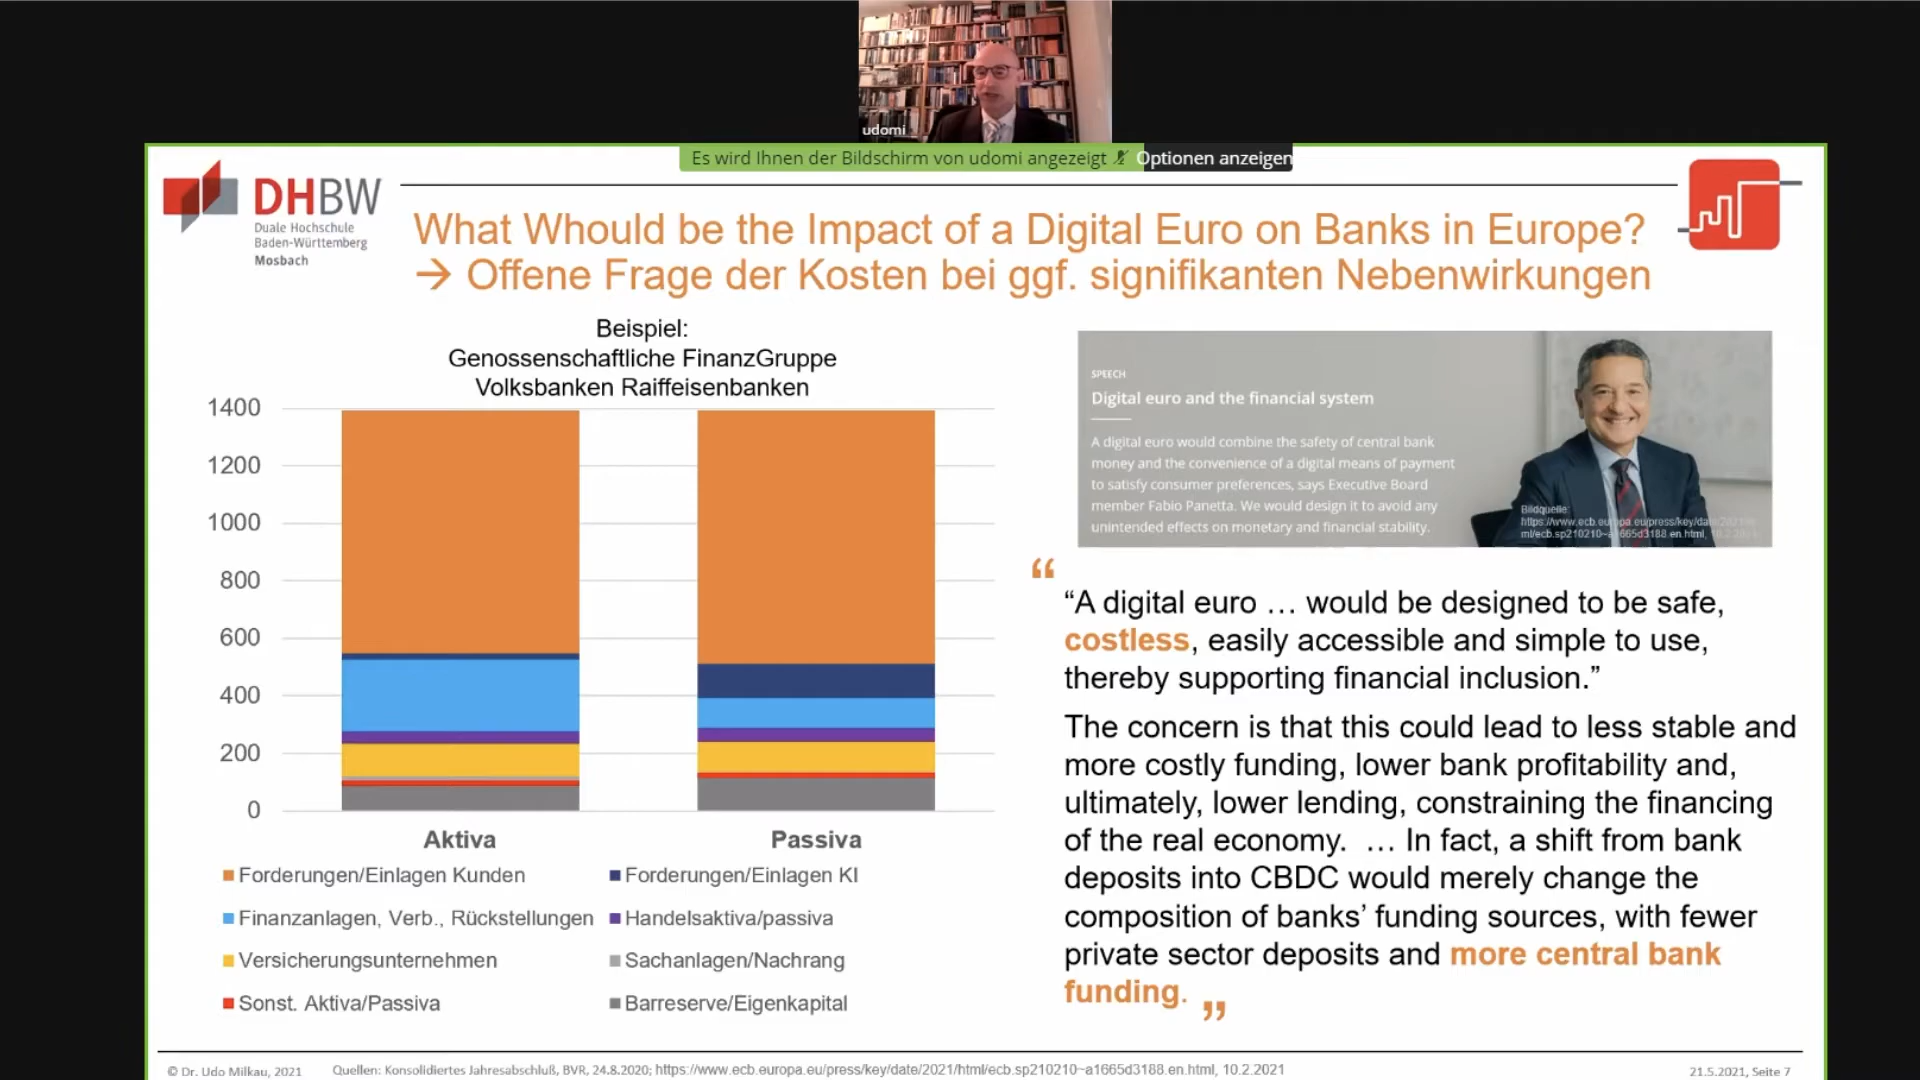 udomi
Es wird Ihnen der Bildschirm von udomi angezeigt
Optionen anzeigen
DHBW
Duale Hochschule
Baden-Württemberg
Mosbach
What Whould be the Impact of a Digital Euro on Banks in Europe?
→ Offene Frage der Kosten bei ggf. signifikanten Nebenwirkungen
Beispiel:
Genossenschaftliche FinanzGruppe
Volksbanken Raiffeisenbanken
1400
1200
1000
800
600
400
200
0
Aktiva
Passiva
Forderungen/Einlagen Kunden
Forderungen/Einlagen KI
Finanzanlagen, Verb., Rückstellungen
Handelsaktiva/passiva
Versicherungsunternehmen
Sachanlagen/Nachrang
Sonst. Aktiva/Passiva
Barreserve/Eigenkapital
SPEECH
Digital euro and the financial system
A digital euro would combine the safety of central bank
money and the convenience of a digital means of payment
to satisfy consumer preferences, says Executive Board
member Fabio Panetta. We would design it to avoid any
unintended effects on monetary and financial stability.
Bildquelle:
https://www.ecb.europa.eu/press/key/date/2021/ht
ml/ecb.sp210210~a1665d3188.en.html, 10.2.2021
“
“A digital euro … would be designed to be safe,
costless, easily accessible and simple to use,
thereby supporting financial inclusion.”
The concern is that this could lead to less stable and
more costly funding, lower bank profitability and,
ultimately, lower lending, constraining the financing
of the real economy. … In fact, a shift from bank
deposits into CBDC would merely change the
composition of banks’ funding sources, with fewer
private sector deposits and more central bank
funding. ”
© Dr. Udo Milkau, 2021
Quellen: Konsolidiertes Jahresabschluß, BVR, 24.8.2020; https://www.ecb.europa.eu/press/key/date/2021/html/ecb.sp210210~a1665d3188.en.html, 10.2.2021
21.5.2021, Seite 7